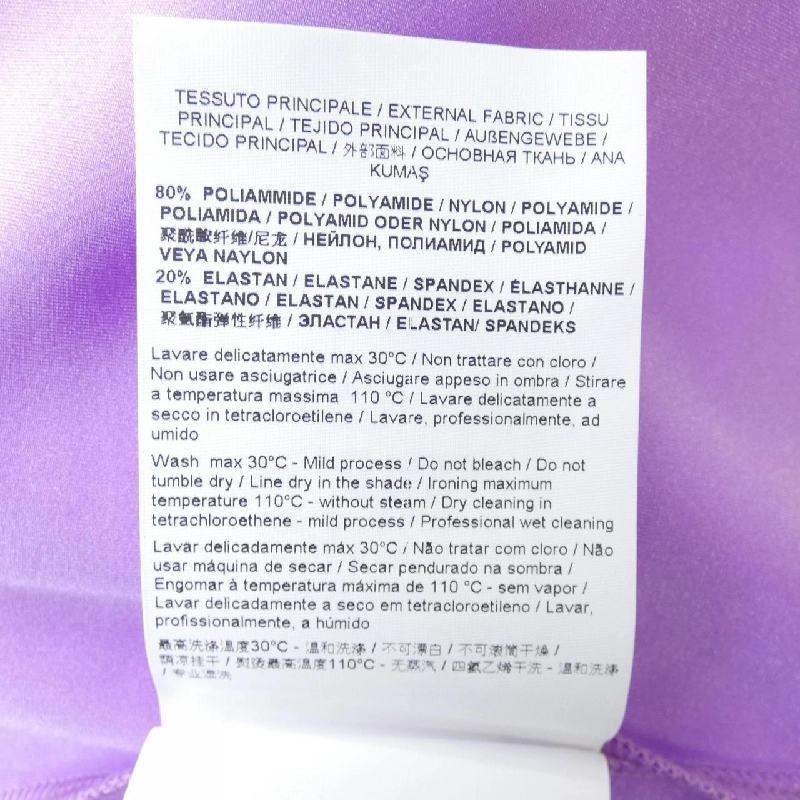 TESSUTO PRINCIPALE / EXTERNAL FABRIC / TISSU
PRINCIPAL / TEJIDO PRINCIPAL / AUßENGEWEBE /
TECIDO PRINCIPAL / 外部面料 / ОСНОВНАЯ ТКАНЬ / ANA
KUMAŞ
80% POLIAMMIDE / POLYAMIDE / NYLON / POLYAMIDE /
POLIAMIDA / POLYAMID ODER NYLON / POLIAMIDA /
聚酰胺纤维/尼龙 / НЕЙЛОН, ПОЛИАМИД / POLYAMID
VEYA NAYLON
20% ELASTAN / ELASTANE / SPANDEX / ÉLASTHANNE /
ELASTANO / ELASTAN / SPANDEX / ELASTANO /
聚氨酯弹性纤维 / ЭЛАСТАН / ELASTAN/ SPANDEKS
Lavare delicatamente max 30°C / Non trattare con cloro /
Non usare asciugatrice / Asciugare appeso in ombra / Stirare
a temperatura massima 110 °C / Lavare delicatamente a
secco in tetracloroetilene / Lavare, professionalmente, ad
umido
Wash max 30°C - Mild process / Do not bleach / Do not
tumble dry / Line dry in the shade / Ironing maximum
temperature 110°C - without steam / Dry cleaning in
tetrachloroethene - mild process / Professional wet cleaning
Lavar delicadamente máx 30°C / Não tratar com cloro / Não
usar máquina de secar / Secar pendurado na sombra /
Engomar à temperatura máxima de 110 °C - sem vapor /
Lavar delicadamente a seco em tetracloroetileno / Lavar,
profissionalmente, a húmido
最高洗涤温度30°C - 温和洗涤 / 不可漂白 / 不可滚筒干燥 /
阴凉挂干 / 熨烫最高温度110°C - 无蒸汽 / 四氯乙烯干洗 - 温和洗涤
/ 专业湿洗